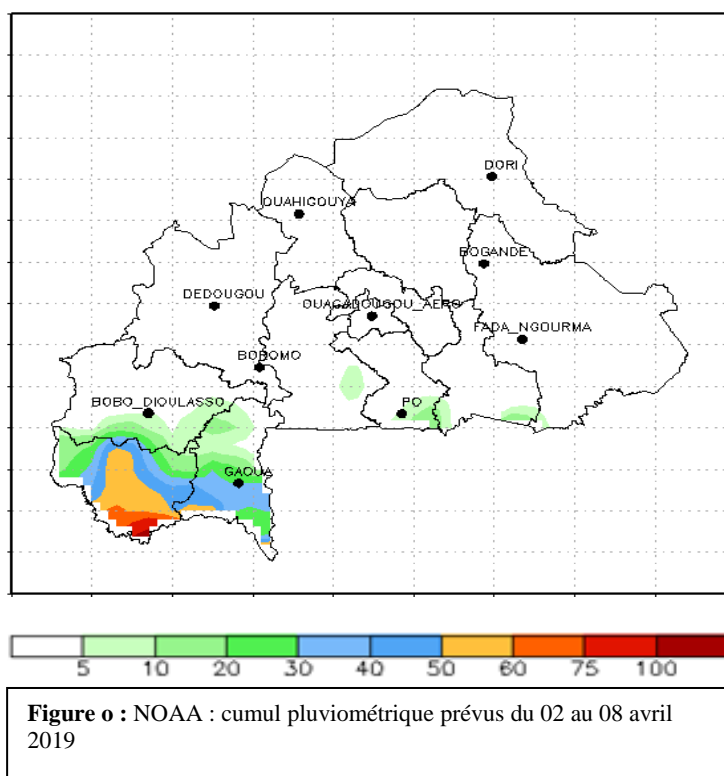 DORI
OUAHIGOUYA
BOGANDE
DEDOUGOU
OUAGADOUGOU_AERO
FADA_NGOURMA
BOROMO
BOBO_DIOULASSO
PO
GAOUA
5 10 20 30 40 50 60 75 100
Figure o : NOAA : cumul pluviométrique prévus du 02 au 08 avril
2019